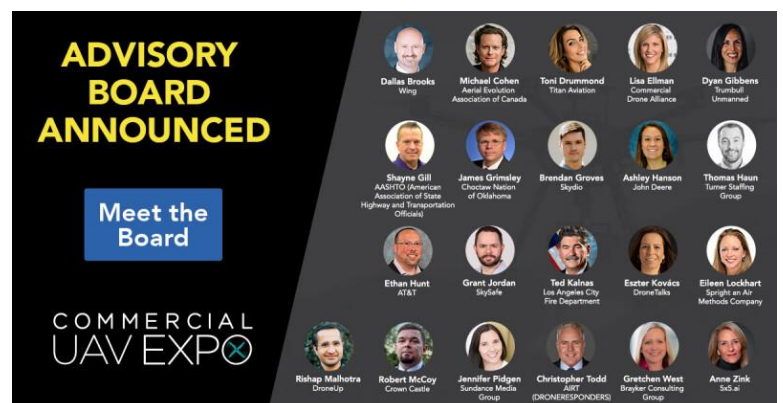 ADVISORY
BOARD
ANNOUNCED
Meet the
Board
COMMERCIAL
UAV EXPO
Dallas Brooks
Wing
Michael Cohen
Aerial Evolution
Association of Canada
Toni Drummond
Titan Aviation
Lisa Ellman
Commercial
Drone Alliance
Dyan Gibbens
Trumbull
Unmanned
Shayne Gill
AASHTO (American
Association of State
Highway and Transportation
Officials)
James Grimsley
Choctaw Nation
of Oklahoma
Brendan Groves
Skydio
Ashley Hanson
John Deere
Thomas Haun
Turner Staffing
Group
Ethan Hunt
AT&T
Grant Jordan
SkySafe
Ted Kalnas
Los Angeles City
Fire Department
Eszter Kovács
DroneTalks
Eileen Lockhart
Spright an Air
Methods Company
Rishap Malhotra
DroneUp
Robert McCoy
Crown Castle
Jennifer Pidgen
Sundance Media
Group
Christopher Todd
AIRT
(DRONERESPONDERS)
Gretchen West
Brayker Consulting
Group
Anne Zink
5x5.ai